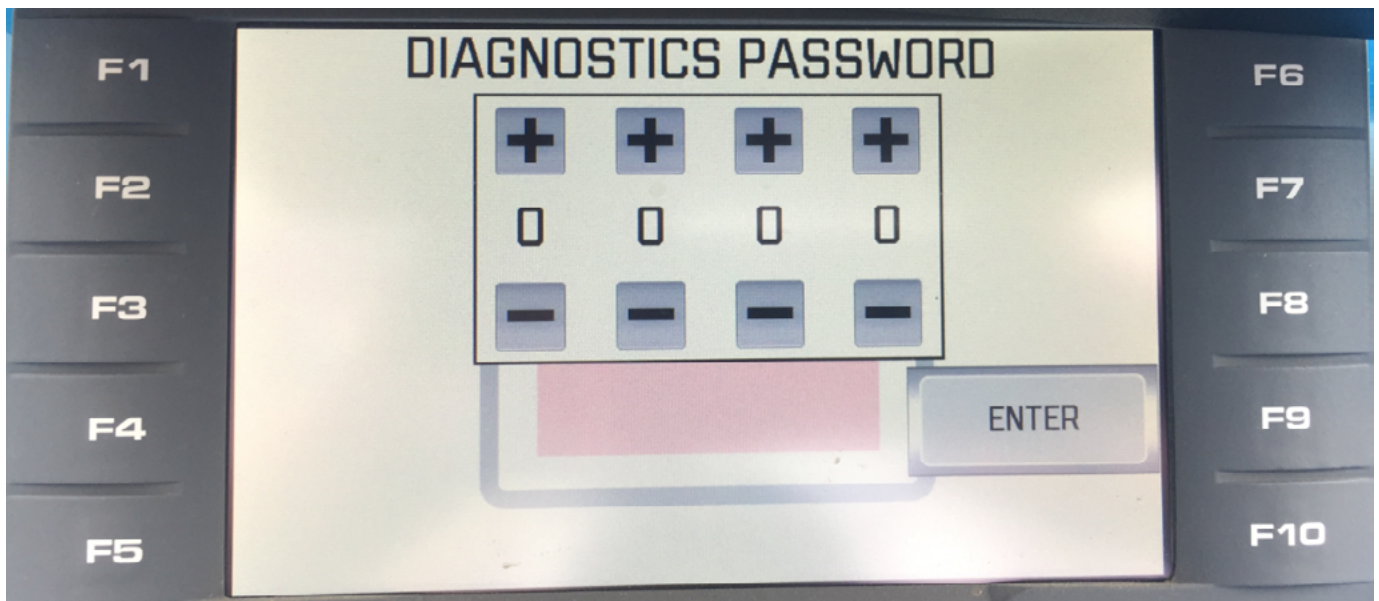 DIAGNOSTICS PASSWORD
F1
F2
F3
F4
F5
+ + + +
0 0 0 0
- - - -
ENTER
F6
F7
F8
F9
F10